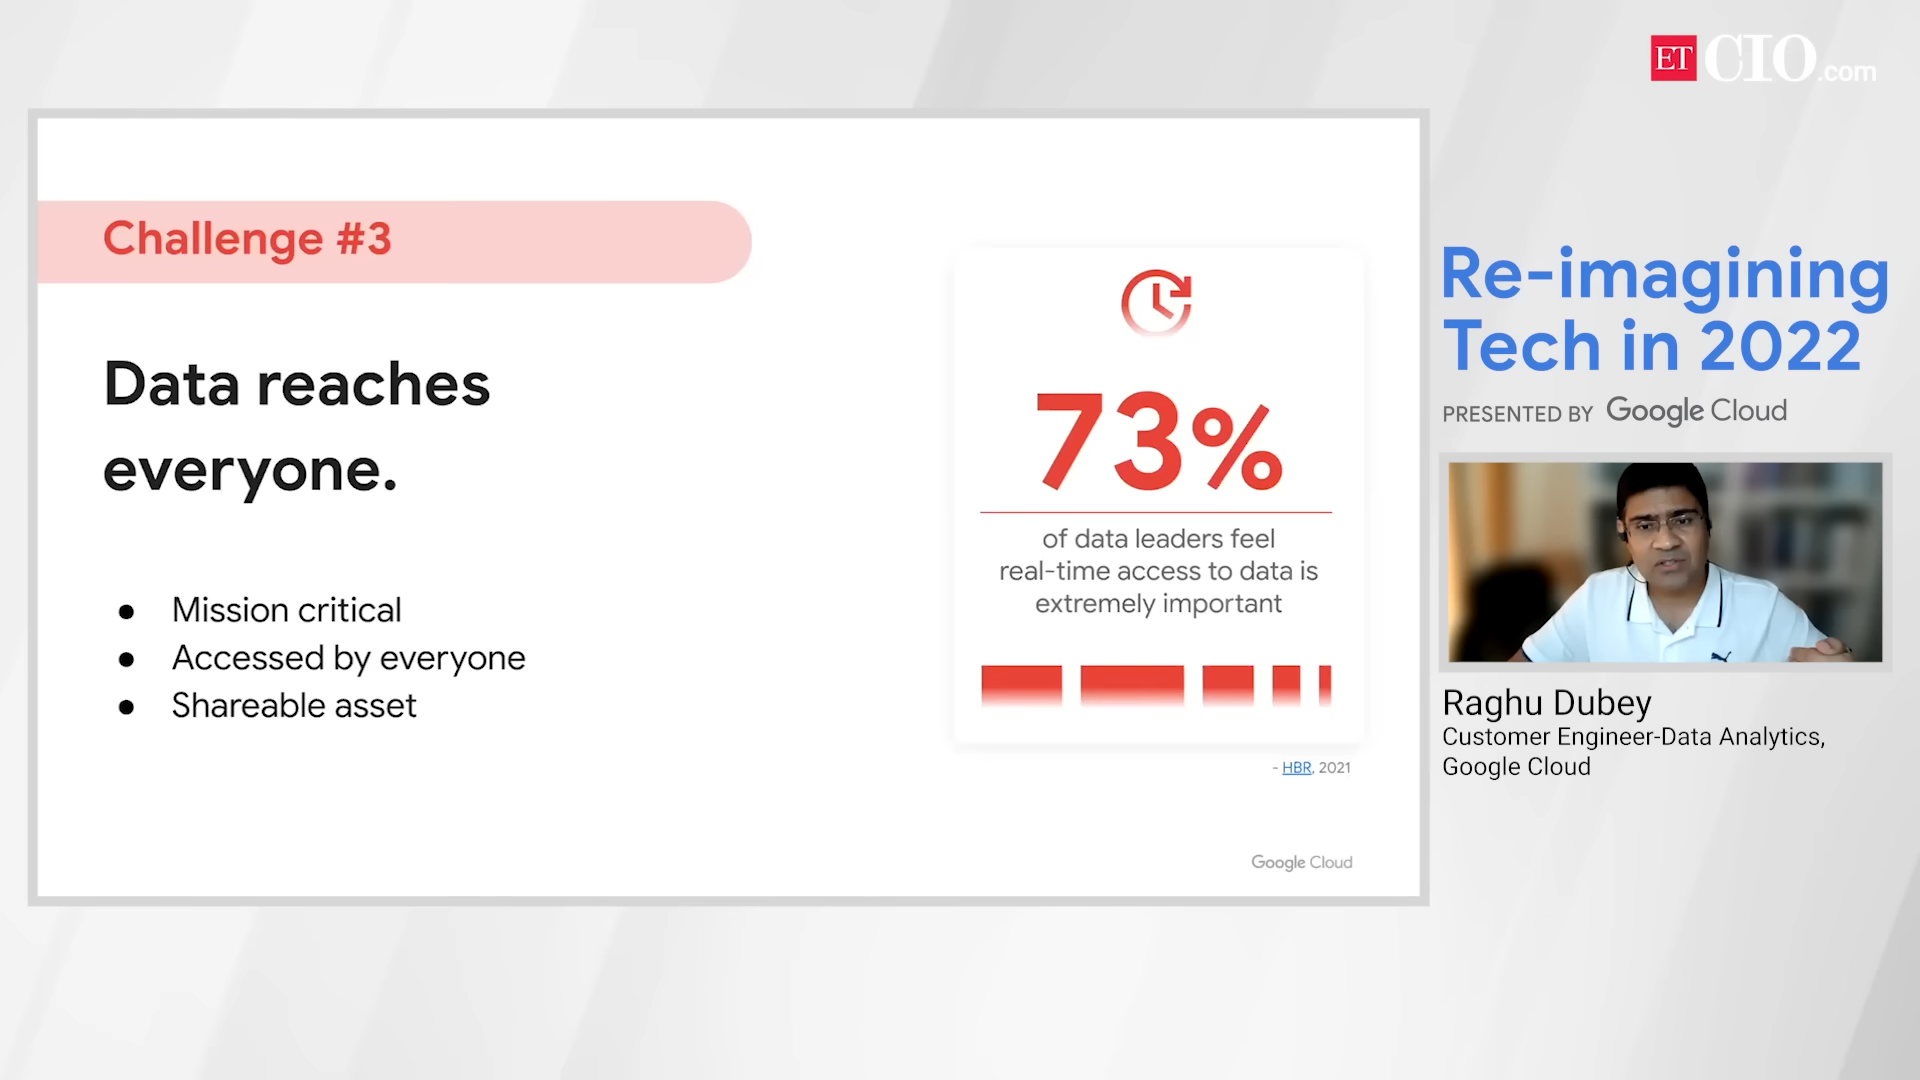 ET CIO.com
Challenge #3
Data reaches
everyone.
● Mission critical
● Accessed by everyone
● Shareable asset
73%
of data leaders feel
real-time access to data is
extremely important
- HBR, 2021
Google Cloud
Re-imagining
Tech in 2022
PRESENTED BY Google Cloud
Raghu Dubey
Customer Engineer-Data Analytics,
Google Cloud